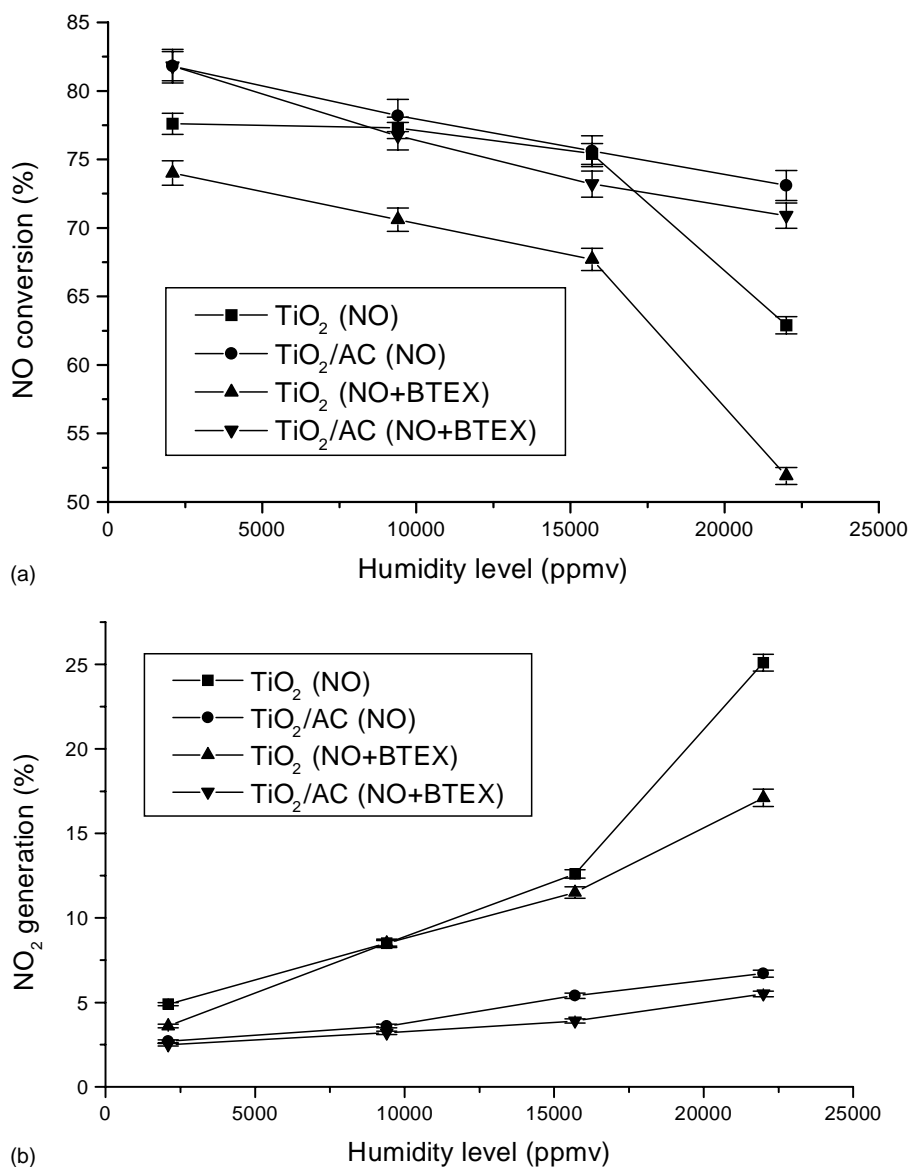 85
80
75
70
65
60
55
50
NO conversion (%)
TiO2 (NO)
TiO2/AC (NO)
TiO2 (NO+BTEX)
TiO2/AC (NO+BTEX)
0 5000 10000 15000 20000 25000
Humidity level (ppmv)
(a)
25
20
15
10
5
0
NO2 generation (%)
TiO2 (NO)
TiO2/AC (NO)
TiO2 (NO+BTEX)
TiO2/AC (NO+BTEX)
0 5000 10000 15000 20000 25000
Humidity level (ppmv)
(b)